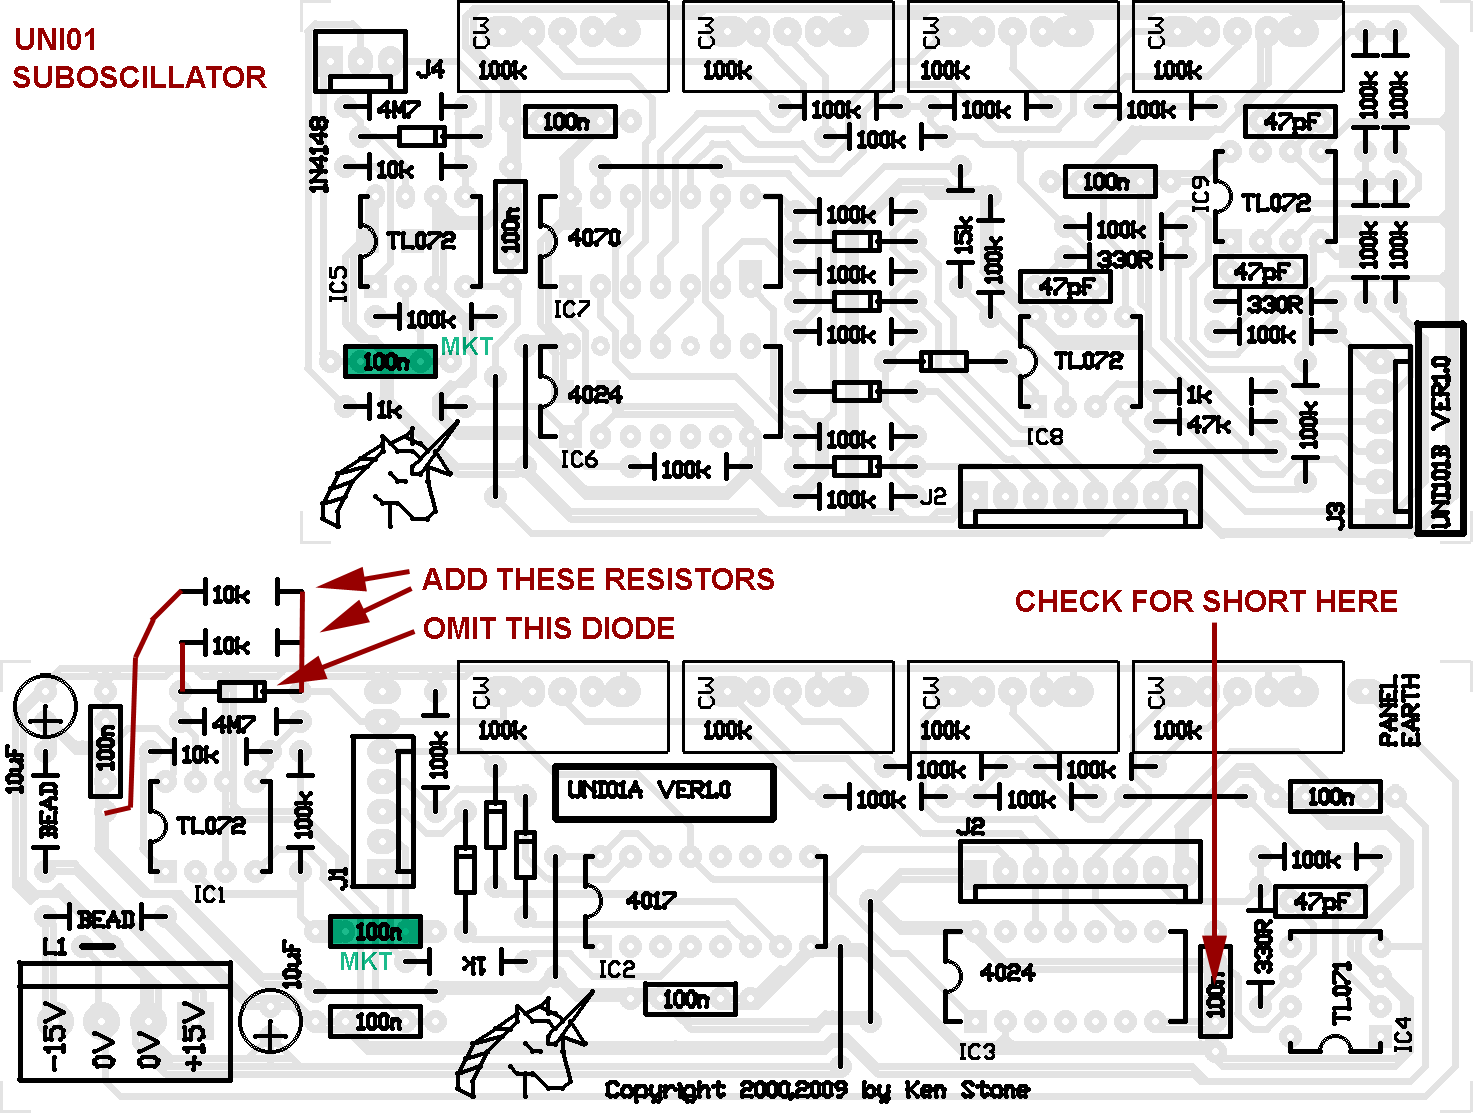 UNI01
SUBOSCILLATOR
CW
100k
CW
100k
CW
100k
CW
100k
J4
4M7
1N4148
10k
100n
100k
100k
100k
100k
47pF
100k
100k
100n
TL072
IC5
100n
4070
IC7
100k
100k
100k
15k
100k
100n
100k
330R
47pF
IC9
TL072
47pF
330R
100k
100k
100k
100k
MKT
100n
1k
4024
IC6
100k
100k
100k
J2
TL072
IC8
1k
47k
100k
J3
UNI01B VER1.0
10k
10k
ADD THESE RESISTORS
OMIT THIS DIODE
CHECK FOR SHORT HERE
CW
100k
CW
100k
CW
100k
CW
100k
PANEL
EARTH
10uF
100n
4M7
10k
BEAD
TL072
IC1
100k
J1
100k
UNI01A VER1.0
100k
100k
100k
100k
100n
J2
100k
47pF
4017
IC2
BEAD
L1
100n
MKT
10uF
1k
100n
100n
4024
IC3
100n
330R
TL071
IC4
-15V
0V
0V
+15V
Copyright 2000,2009 by Ken Stone